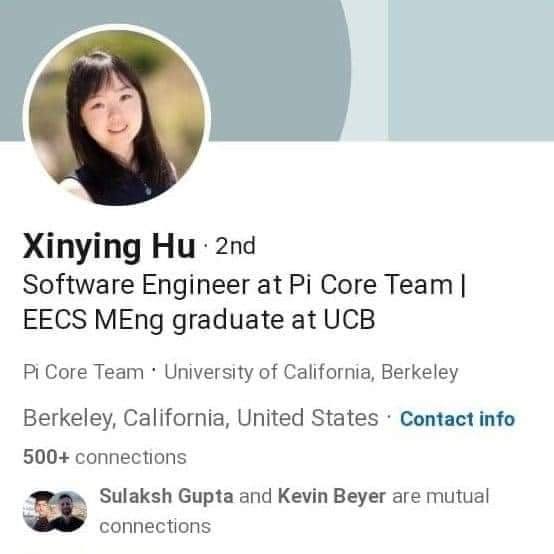 Xinying Hu · 2nd
Software Engineer at Pi Core Team |
EECS MEng graduate at UCB
Pi Core Team · University of California, Berkeley
Berkeley, California, United States · Contact info
500+ connections
Sulaksh Gupta and Kevin Beyer are mutual
connections